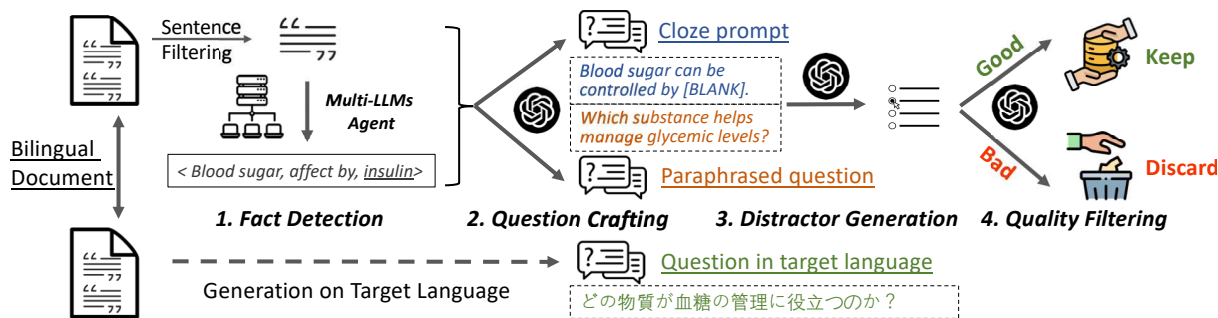 Sentence
Filtering
Multi-LLMs
Agent
Bilingual
Document
< Blood sugar, affect by, insulin>
1. Fact Detection
Cloze prompt
Blood sugar can be
controlled by [BLANK].
Which substance helps
manage glycemic levels?
Paraphrased question
2. Question Crafting
3. Distractor Generation
Good
Keep
Bad
Discard
4. Quality Filtering
Generation on Target Language
Question in target language
どの物質が血糖の管理に役立つのか？